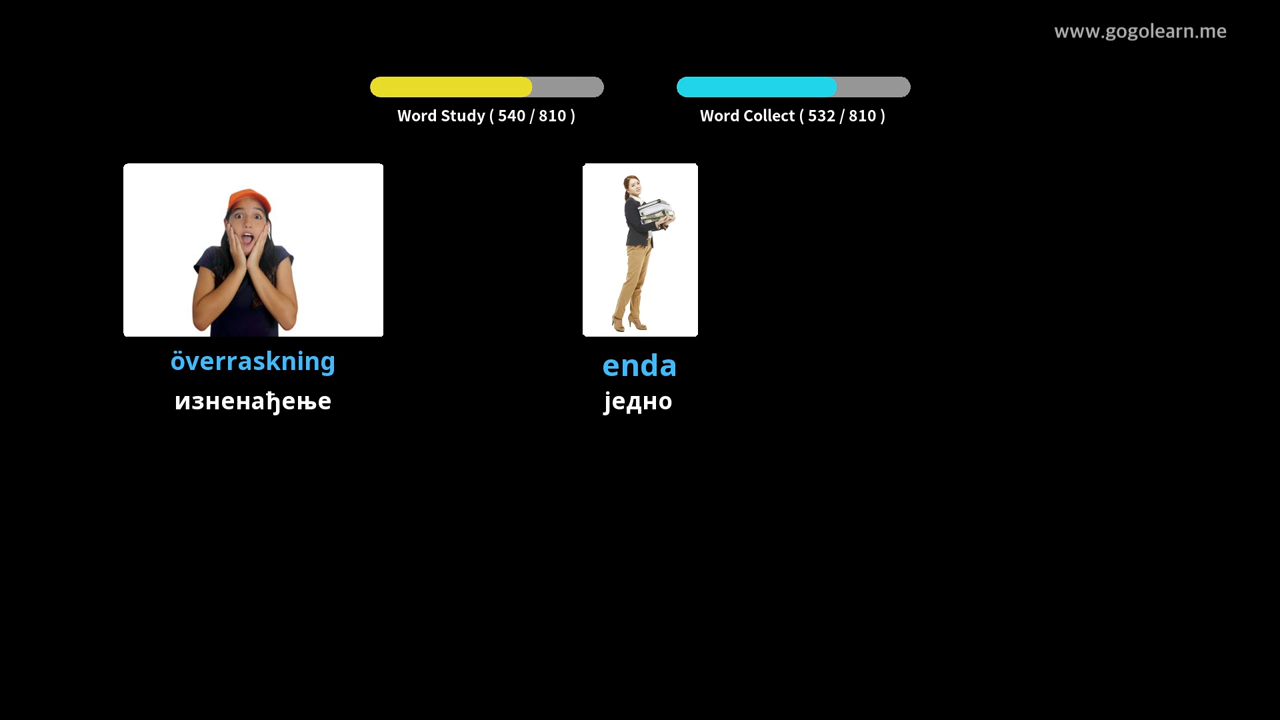 www.gogolearn.me
Word Study ( 540 / 810 )
Word Collect ( 532 / 810 )
överraskning
изненађење
enda
једно